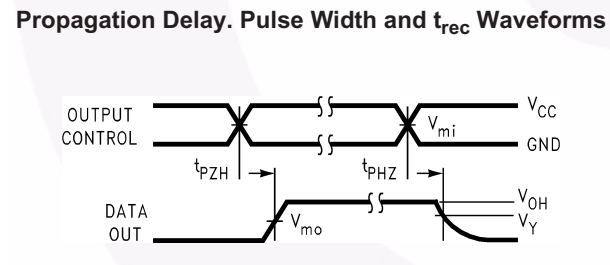 Propagation Delay. Pulse Width and trec Waveforms
OUTPUT
CONTROL
VCC
Vmi
GND
tPZH
tPHZ
DATA
OUT
Vmo
VOH
VY